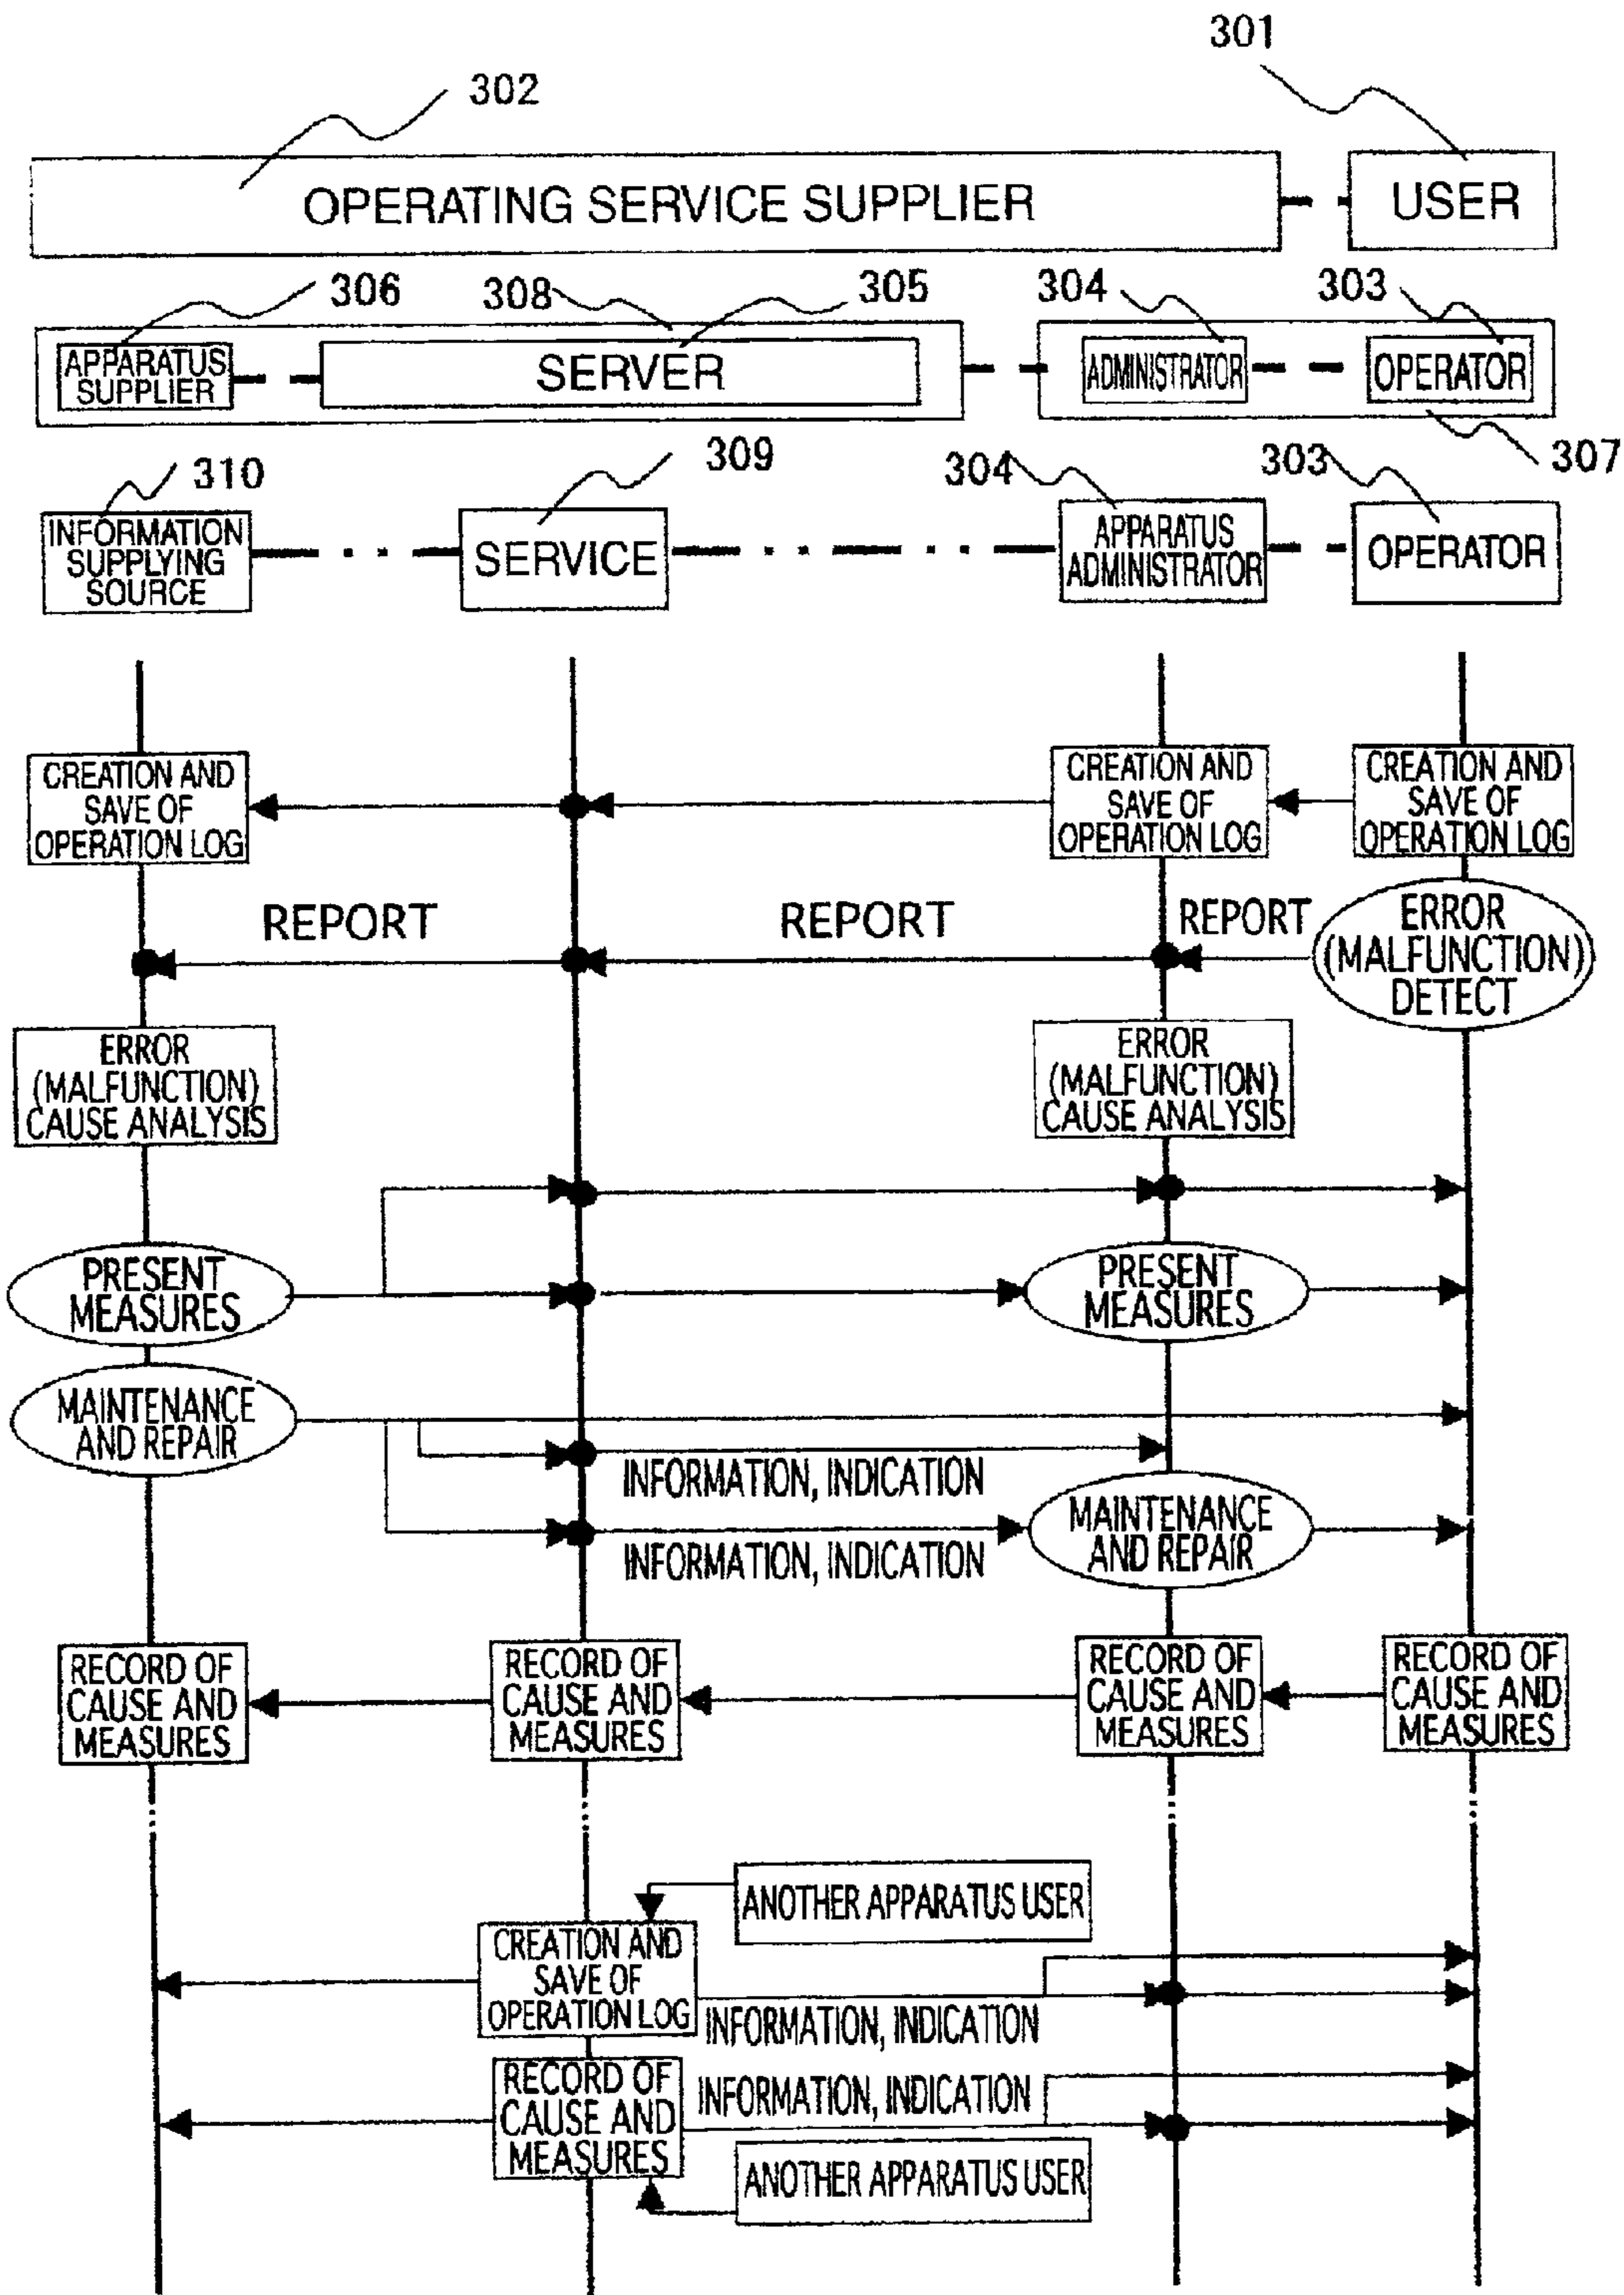 301
302
OPERATING SERVICE SUPPLIER
USER
306
308
305
304
303
APPARATUS
SUPPLIER
SERVER
ADMINISTRATOR
OPERATOR
307
310
309
304
303
INFORMATION
SUPPLYING
SOURCE
SERVICE
APPARATUS
ADMINISTRATOR
OPERATOR
CREATION AND
SAVE OF
OPERATION LOG
CREATION AND
SAVE OF
OPERATION LOG
CREATION AND
SAVE OF
OPERATION LOG
REPORT
REPORT
REPORT
ERROR
(MALFUNCTION)
DETECT
ERROR
(MALFUNCTION)
CAUSE ANALYSIS
ERROR
(MALFUNCTION)
CAUSE ANALYSIS
PRESENT
MEASURES
PRESENT
MEASURES
MAINTENANCE
AND REPAIR
INFORMATION, INDICATION
MAINTENANCE
AND REPAIR
INFORMATION, INDICATION
RECORD OF
CAUSE AND
MEASURES
RECORD OF
CAUSE AND
MEASURES
RECORD OF
CAUSE AND
MEASURES
RECORD OF
CAUSE AND
MEASURES
ANOTHER APPARATUS USER
CREATION AND
SAVE OF
OPERATION LOG
INFORMATION, INDICATION
RECORD OF
CAUSE AND
MEASURES
INFORMATION, INDICATION
ANOTHER APPARATUS USER